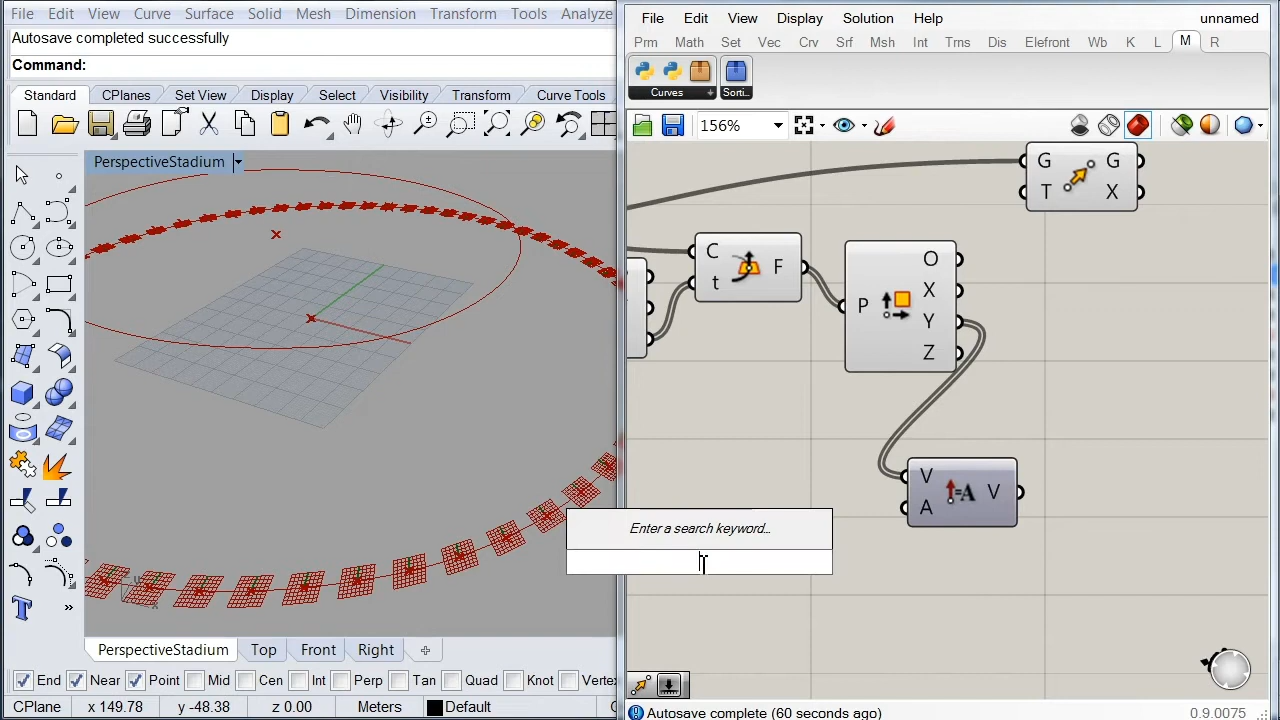 File Edit View Curve Surface Solid Mesh Dimension Transform Tools Analyze
Autosave completed successfully
Command:
Standard CPlanes Set View Display Select Visibility Transform Curve Tools
PerspectiveStadium
PerspectiveStadium Top Front Right
End Near Point Mid Cen Int Perp Tan Quad Knot Vertex
CPlane x 149.78 y -48.38 z 0.00 Meters Default
File Edit View Display Solution Help unnamed
Prm Math Set Vec Crv Srf Msh Int Trns Dis Elefront Wb K L M R
Curves Sorti..
156%
G G
T X
C F
t
O
X
P
Y
Z
V V
A
=A
Enter a search keyword...
Autosave complete (60 seconds ago) 0.9.0075